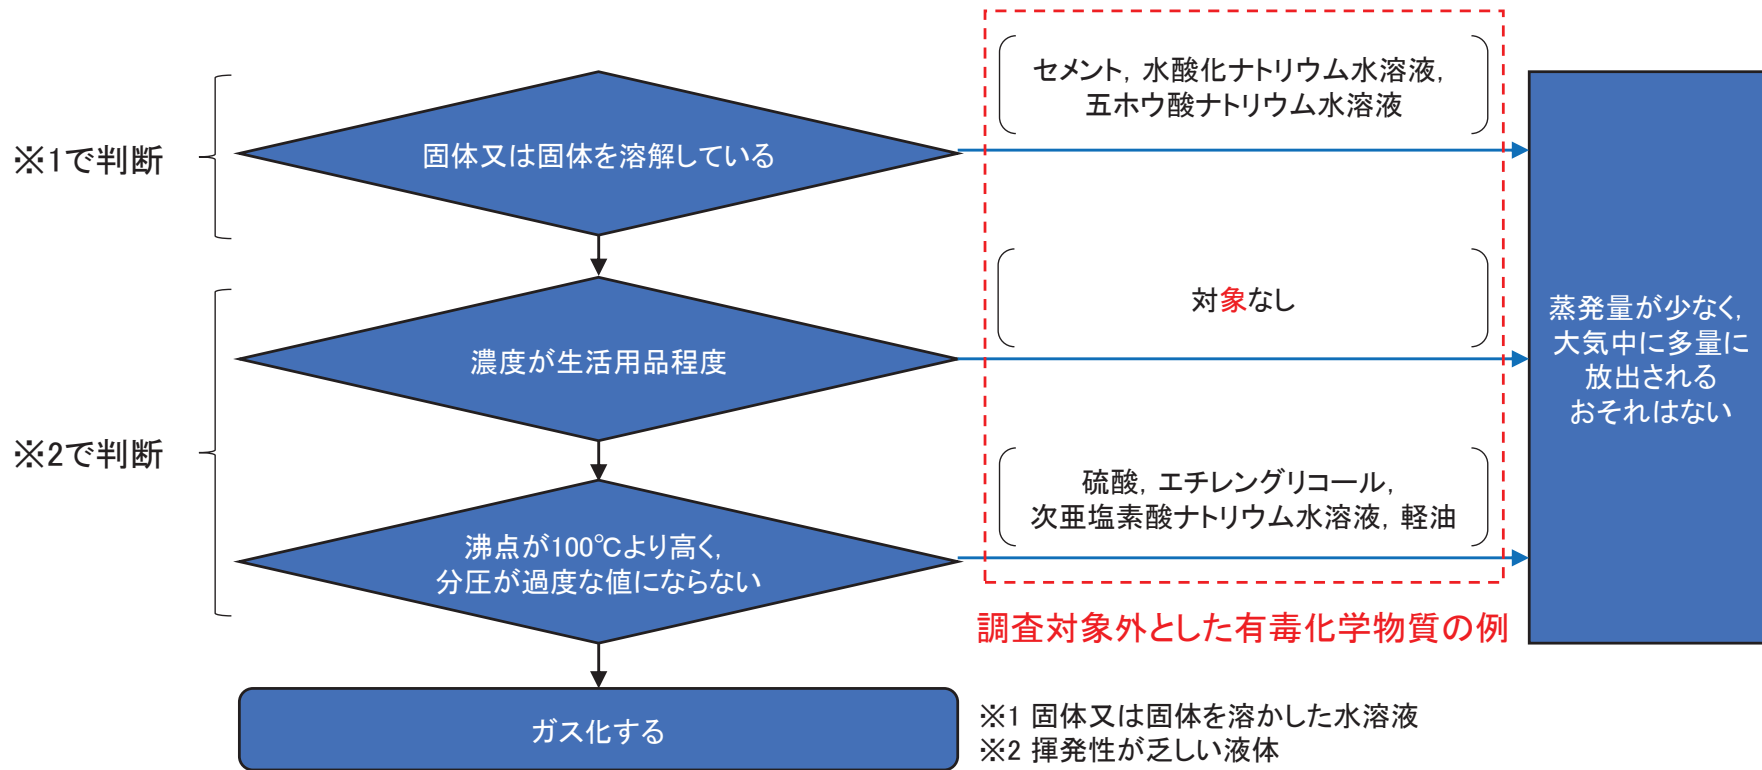 ※1で判断
固体又は固体を溶解している
セメント, 水酸化ナトリウム水溶液,
五ホウ酸ナトリウム水溶液
※2で判断
濃度が生活用品程度
対象なし
沸点が100℃より高く,
分圧が過度な値にならない
硫酸, エチレングリコール,
次亜塩素酸ナトリウム水溶液, 軽油
蒸発量が少なく,
大気中に多量に
放出される
おそれはない
調査対象外とした有毒化学物質の例
ガス化する
※1 固体又は固体を溶かした水溶液
※2 揮発性が乏しい液体